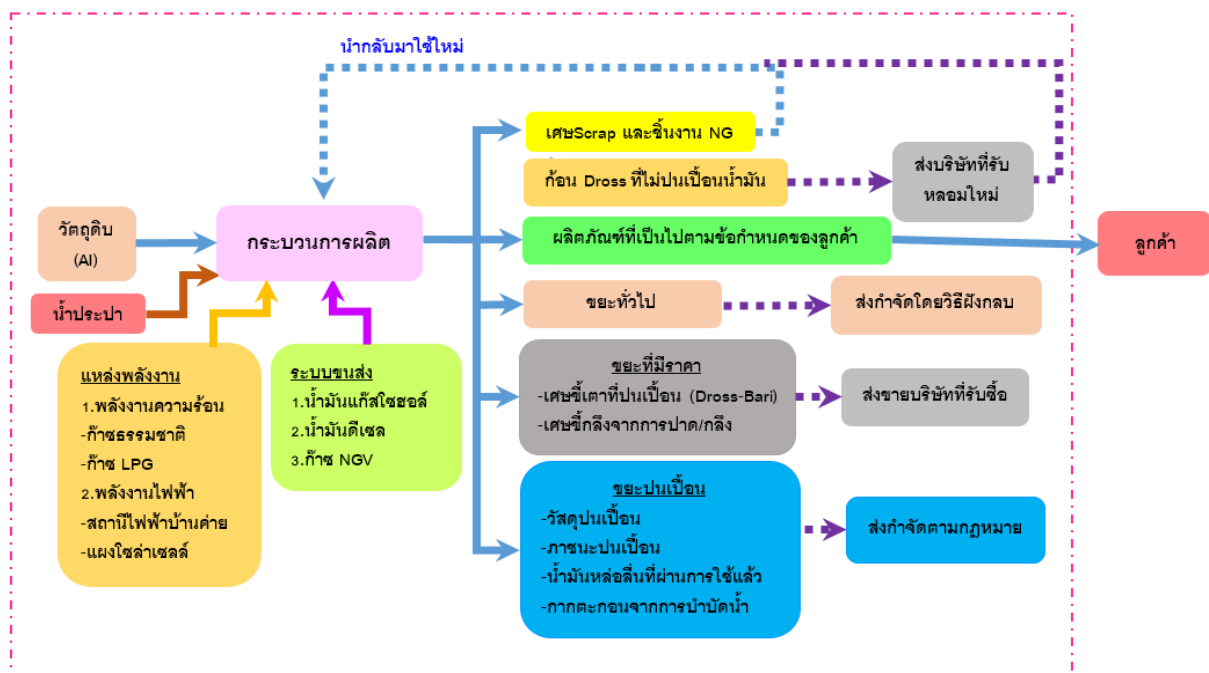 นำกลับมาใช้ใหม่
เศษScrap และชิ้นงาน NG
ก้อน Dross ที่ไม่ปนเปื้อนน้ำมัน
ส่งบริษัทที่รับ
หลอมใหม่
วัตถุดิบ
(Al)
กระบวนการผลิต
ผลิตภัณฑ์ที่เป็นไปตามข้อกำหนดของลูกค้า
ลูกค้า
น้ำประปา
ขยะทั่วไป
ส่งกำจัดโดยวิธีฝังกลบ
แหล่งพลังงาน
1.พลังงานความร้อน
-ก๊าซธรรมชาติ
-ก๊าซ LPG
2.พลังงานไฟฟ้า
-สถานีไฟฟ้าบ้านค่าย
-แผงโซล่าเซลล์
ระบบขนส่ง
1.น้ำมันแก๊สโซฮอล์
2.น้ำมันดีเซล
3.ก๊าซ NGV
ขยะที่มีราคา
-เศษขี้เตาที่ปนเปื้อน (Dross-Bari)
-เศษขี้กลึงจากการปาด/กลึง
ส่งขายบริษัทที่รับซื้อ
ขยะปนเปื้อน
-วัสดุปนเปื้อน
-ภาชนะปนเปื้อน
-น้ำมันหล่อลื่นที่ผ่านการใช้แล้ว
-กากตะกอนจากการบำบัดน้ำ
ส่งกำจัดตามกฎหมาย